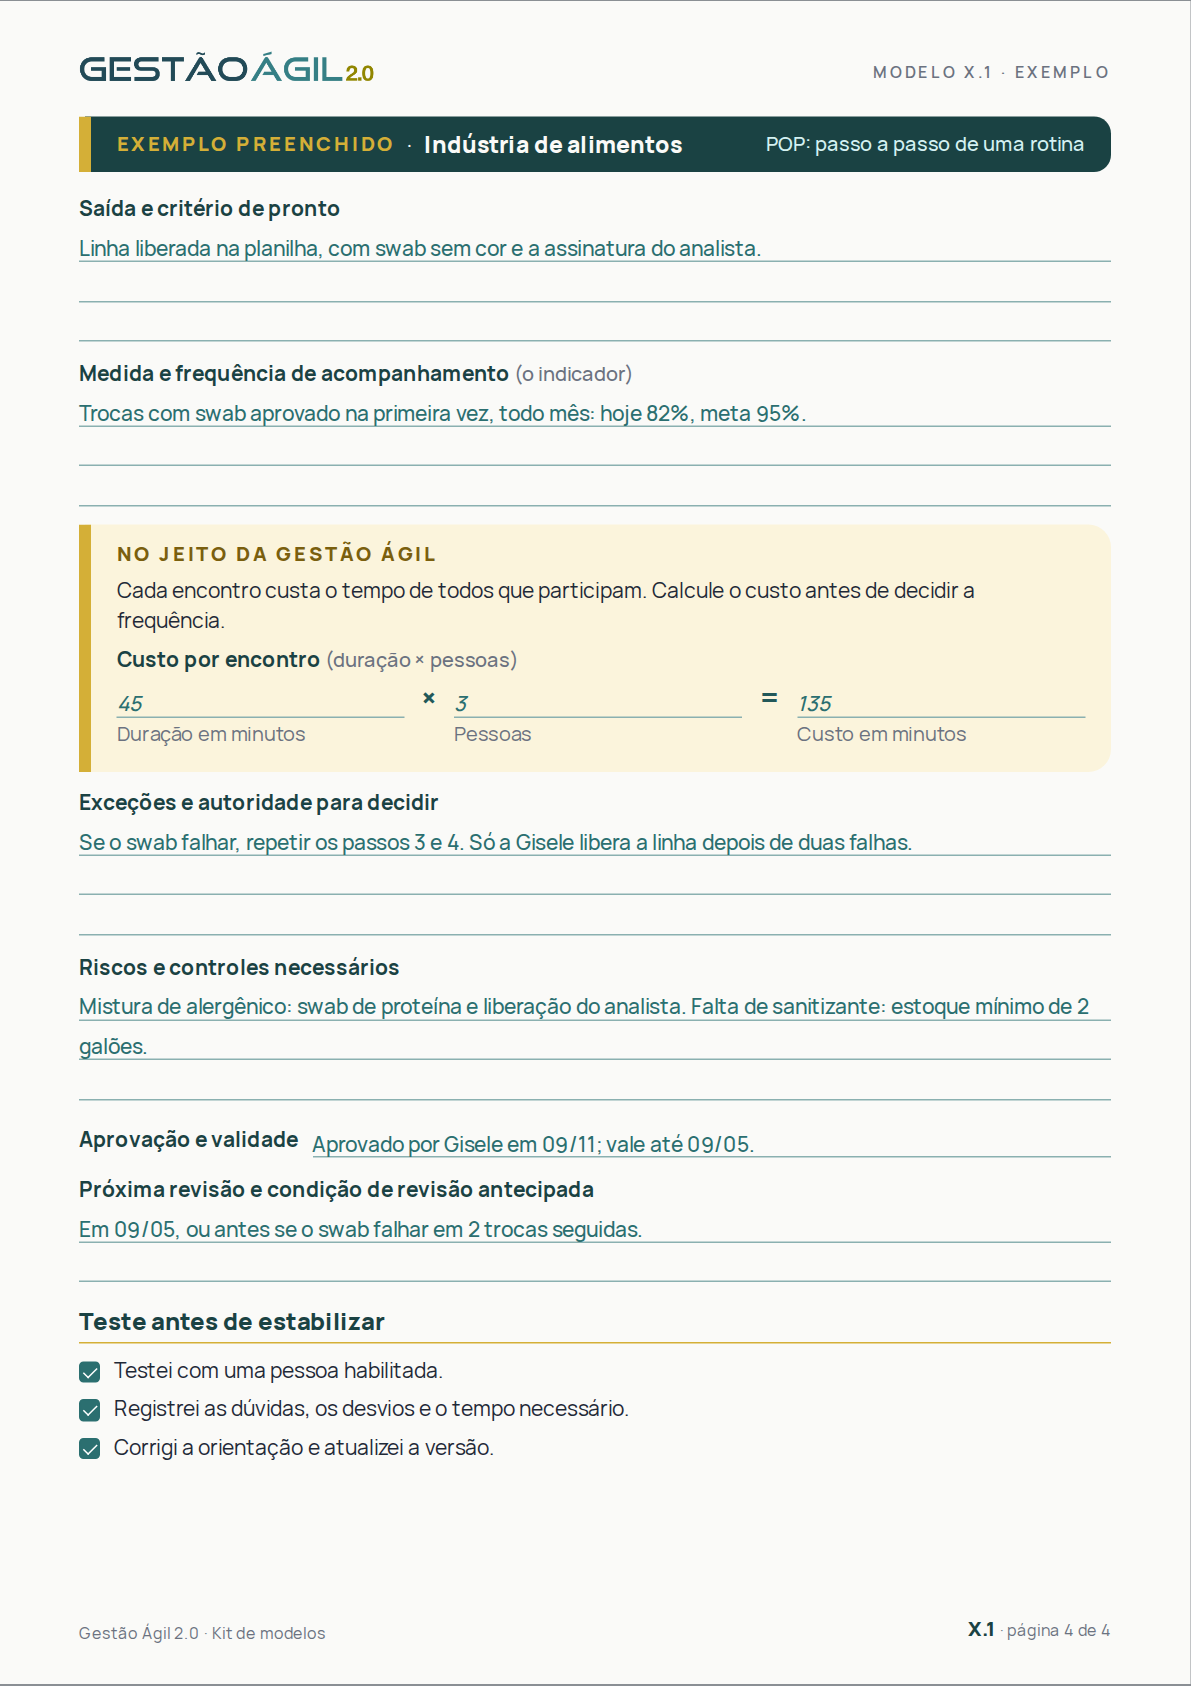 GESTÃO ÁGIL 2.0
MODELO X.1 · EXEMPLO
EXEMPLO PREENCHIDO · Indústria de alimentos
POP: passo a passo de uma rotina
Saída e critério de pronto
Linha liberada na planilha, com swab sem cor e a assinatura do analista.
Medida e frequência de acompanhamento (o indicador)
Trocas com swab aprovado na primeira vez, todo mês: hoje 82%, meta 95%.
NO JEITO DA GESTÃO ÁGIL
Cada encontro custa o tempo de todos que participam. Calcule o custo antes de decidir a
frequência.
Custo por encontro (duração × pessoas)
45 × 3 = 135
Duração em minutos Pessoas Custo em minutos
Exceções e autoridade para decidir
Se o swab falhar, repetir os passos 3 e 4. Só a Gisele libera a linha depois de duas falhas.
Riscos e controles necessários
Mistura de alergênico: swab de proteína e liberação do analista. Falta de sanitizante: estoque mínimo de 2
galões.
Aprovação e validade Aprovado por Gisele em 09/11; vale até 09/05.
Próxima revisão e condição de revisão antecipada
Em 09/05, ou antes se o swab falhar em 2 trocas seguidas.
Teste antes de estabilizar
Testei com uma pessoa habilitada.
Registrei as dúvidas, os desvios e o tempo necessário.
Corrigi a orientação e atualizei a versão.
Gestão Ágil 2.0 · Kit de modelos
X.1 · página 4 de 4